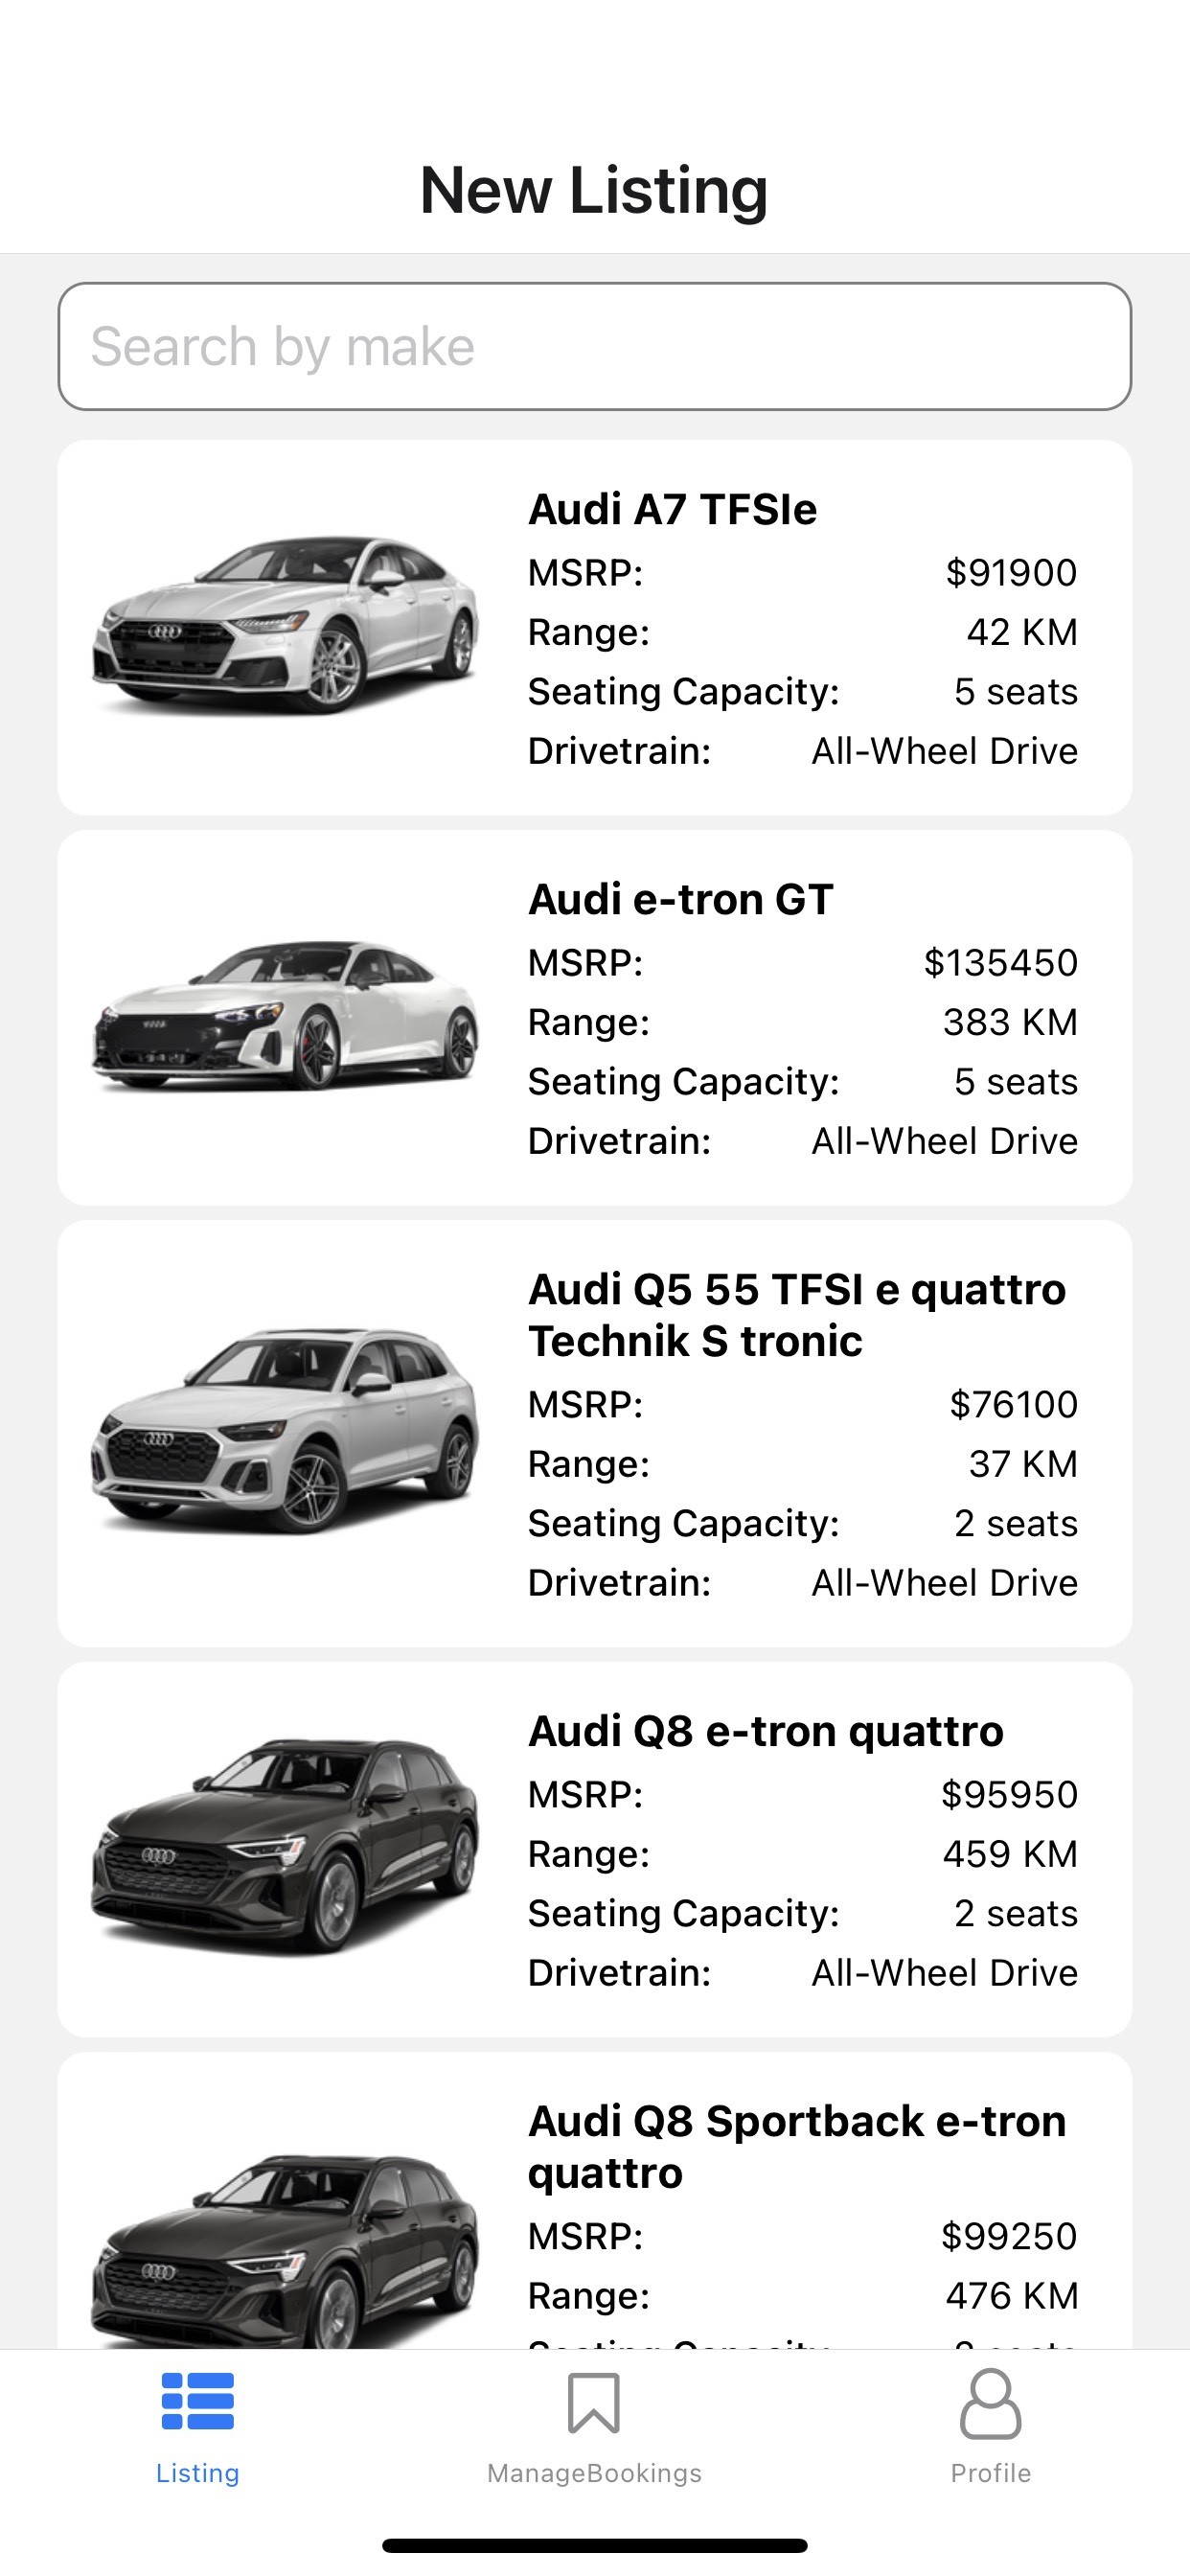 New Listing
Search by make
Audi A7 TFSIe
MSRP: $91900
Range: 42 KM
Seating Capacity: 5 seats
Drivetrain: All-Wheel Drive
Audi e-tron GT
MSRP: $135450
Range: 383 KM
Seating Capacity: 5 seats
Drivetrain: All-Wheel Drive
Audi Q5 55 TFSI e quattro
Technik S tronic
MSRP: $76100
Range: 37 KM
Seating Capacity: 2 seats
Drivetrain: All-Wheel Drive
Audi Q8 e-tron quattro
MSRP: $95950
Range: 459 KM
Seating Capacity: 2 seats
Drivetrain: All-Wheel Drive
Audi Q8 Sportback e-tron
quattro
MSRP: $99250
Range: 476 KM
Seating Capacity: seats
Listing
ManageBookings
Profile